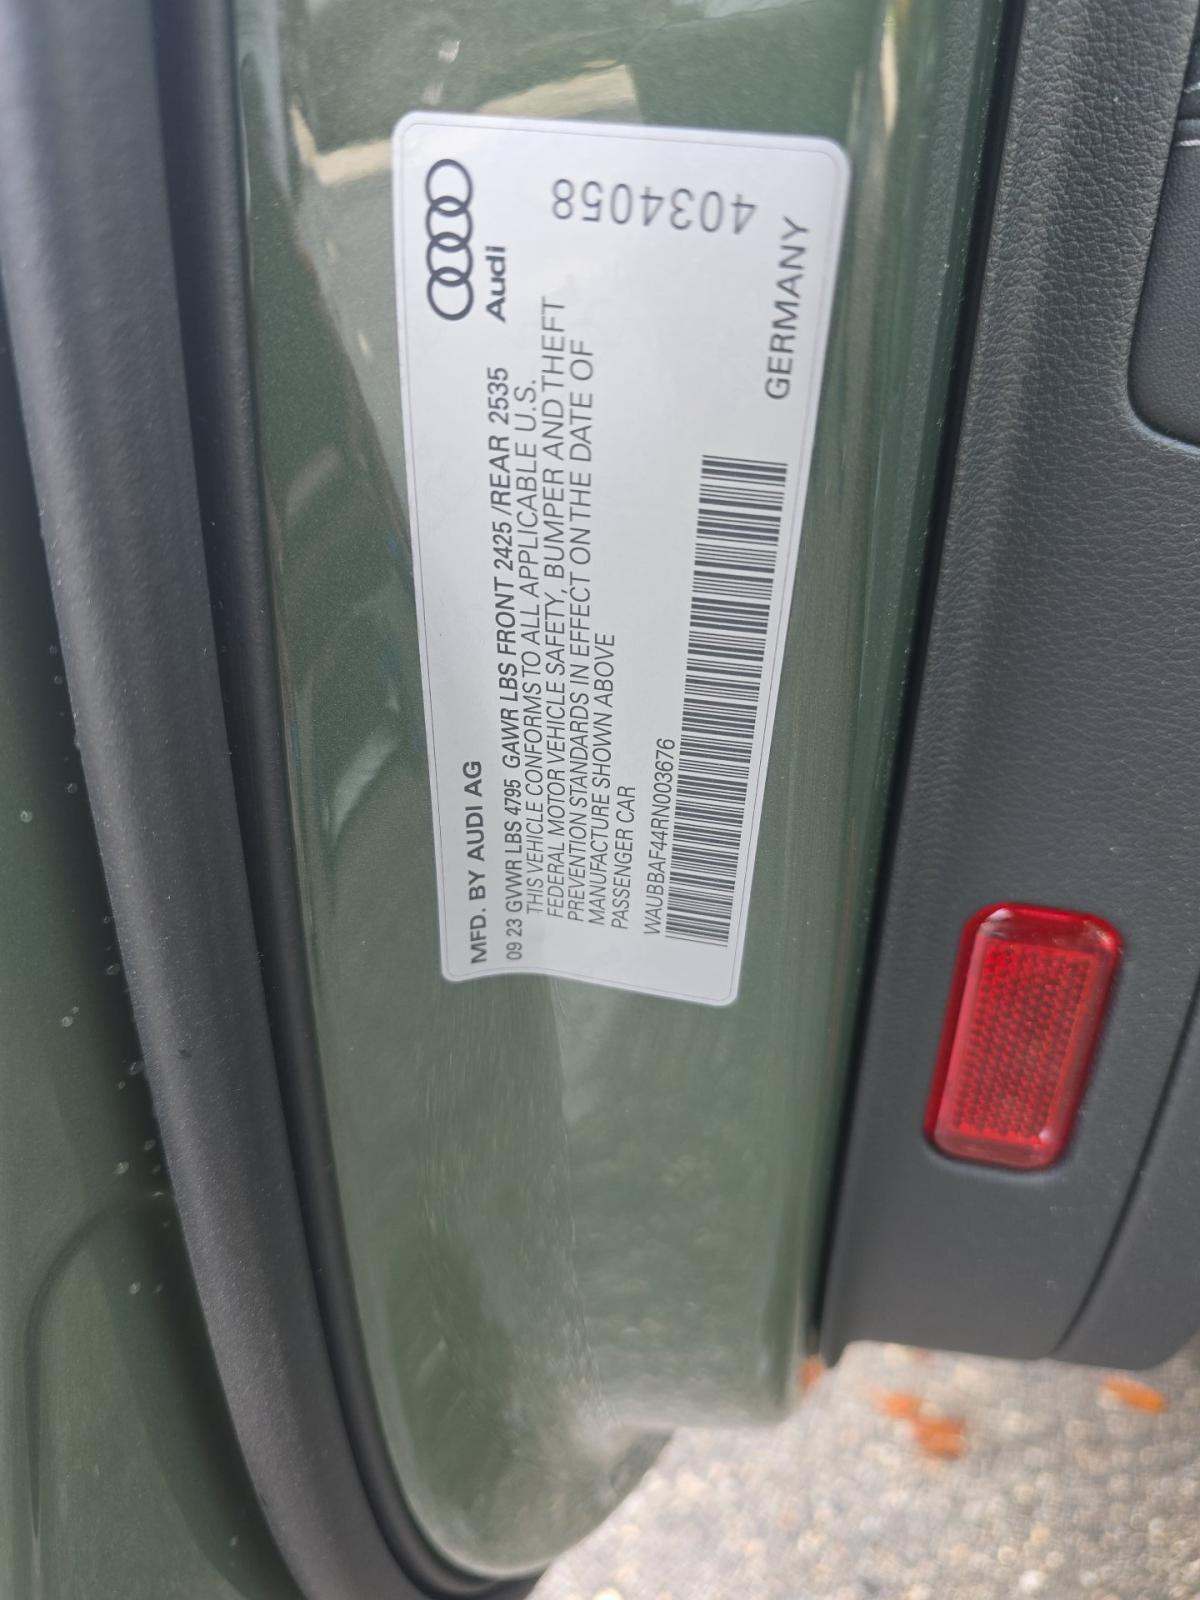 Audi
MFD. BY AUDI AG
09 23 GVWR LBS 4795 GAWR LBS FRONT 2425 /REAR 2535
THIS VEHICLE CONFORMS TO ALL APPLICABLE U.S.
FEDERAL MOTOR VEHICLE SAFETY, BUMPER AND THEFT
PREVENTION STANDARDS IN EFFECT ON THE DATE OF
MANUFACTURE SHOWN ABOVE
PASSENGER CAR
WAUBBAF44RN003676
GERMANY
4034058